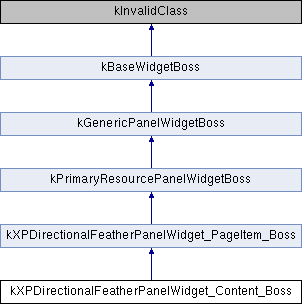 kInvalidClass
kBaseWidgetBoss
kGenericPanelWidgetBoss
kPrimaryResourcePanelWidgetBoss
kXPDirectionalFeatherPanelWidget_PageItem_Boss
kXPDirectionalFeatherPanelWidget_Content_Boss